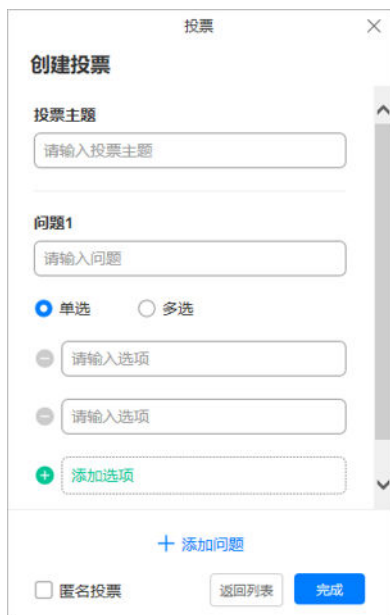 投票
创建投票
投票主题
请输入投票主题
问题1
请输入问题
单选 多选
请输入选项
请输入选项
添加选项
添加问题
匿名投票 返回列表 完成